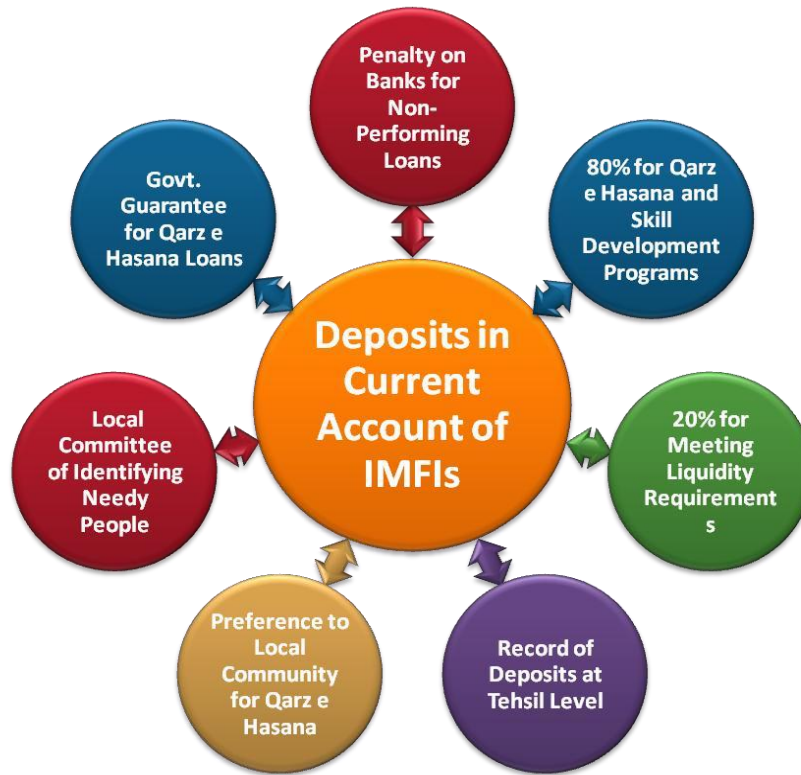 Penalty on
Banks for
Non-
Performing
Loans
80% for Qarz
e Hasana and
Skill
Development
Programs
20% for
Meeting
Liquidity
Requirement
s
Record of
Deposits at
Tehsil Level
Preference to
Local
Community
for Qarz e
Hasana
Local
Committee
of Identifying
Needy
People
Govt.
Guarantee
for Qarz e
Hasana Loans
Deposits in
Current
Account of
IMFIs